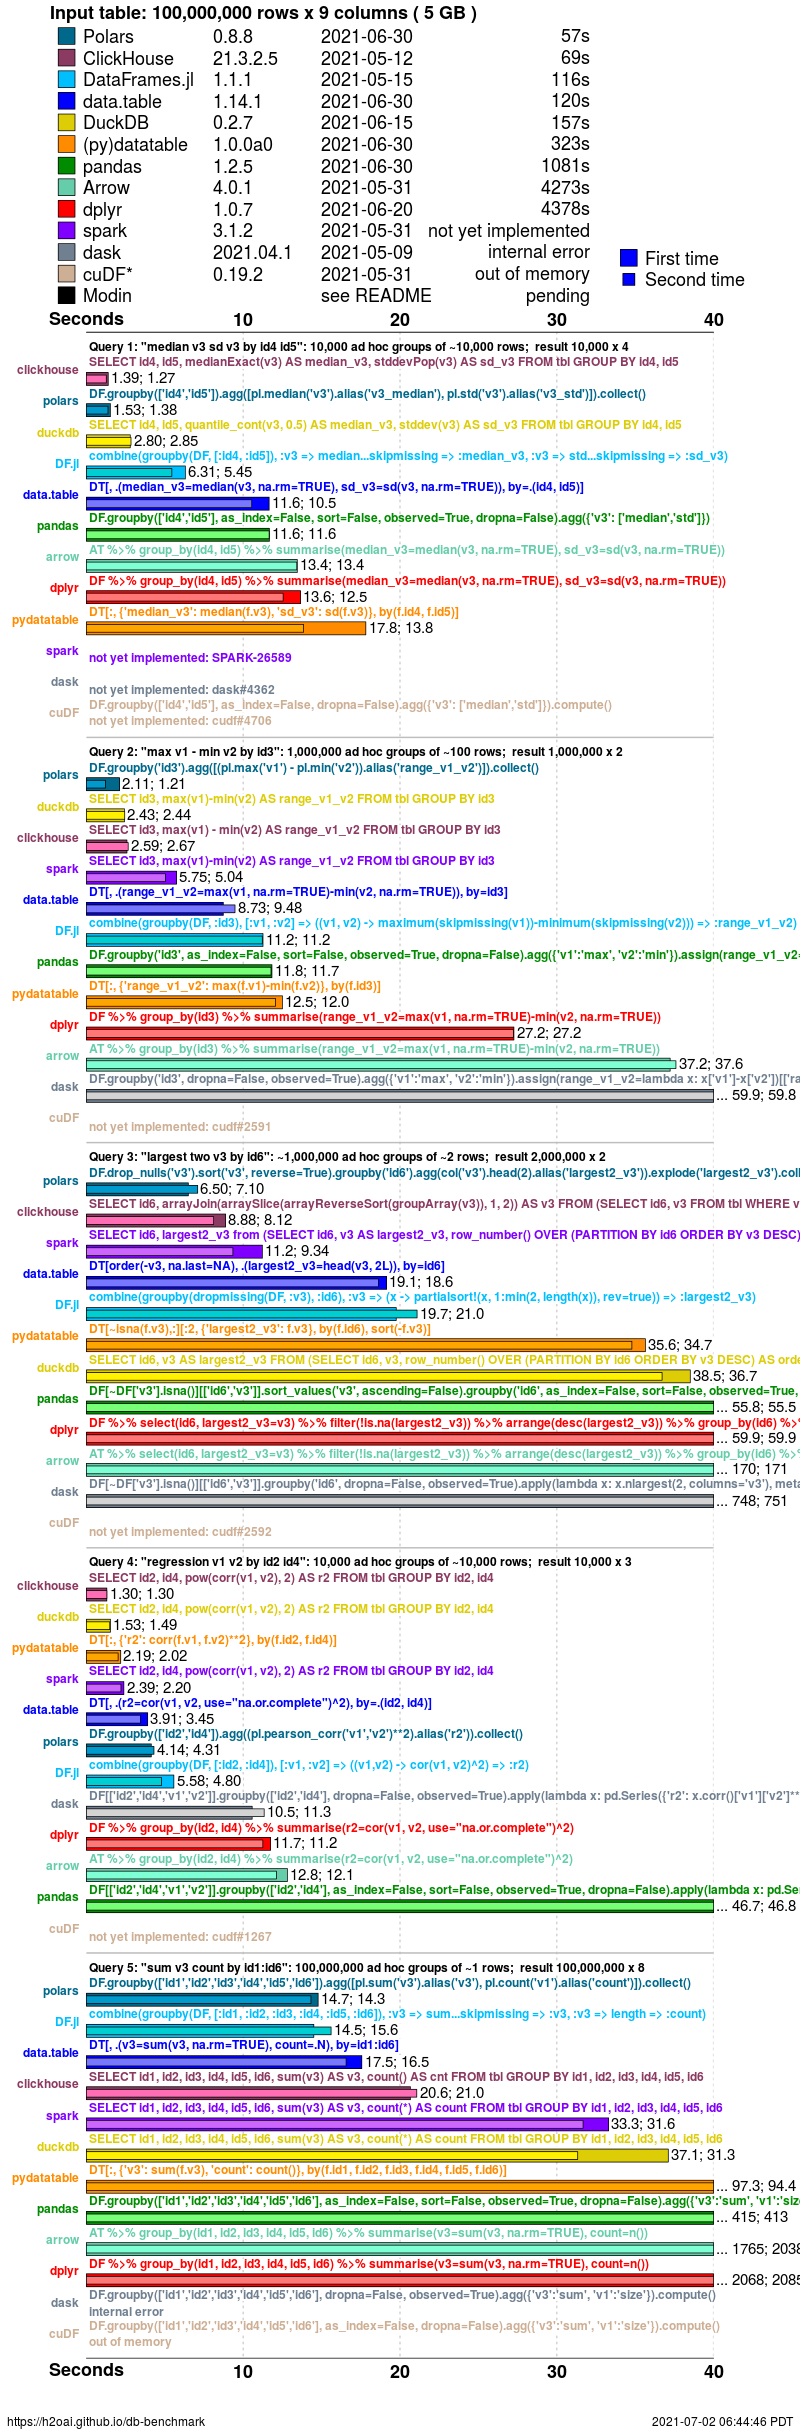 Input table: 100,000,000 rows x 9 columns ( 5 GB )
Polars 0.8.8 2021-06-30 57s
ClickHouse 21.3.2.5 2021-05-12 69s
DataFrames.jl 1.1.1 2021-05-15 116s
data.table 1.14.1 2021-06-30 120s
DuckDB 0.2.7 2021-06-15 157s
(py)datatable 1.0.0a0 2021-06-30 323s
pandas 1.2.5 2021-06-30 1081s
Arrow 4.0.1 2021-05-31 4273s
dplyr 1.0.7 2021-06-20 4378s
spark 3.1.2 2021-05-31 not yet implemented
dask 2021.04.1 2021-05-09 internal error
cuDF* 0.19.2 2021-05-31 out of memory
Modin see README pending
First time
Second time
Seconds 10 20 30 40
Query 1: "median v3 sd v3 by id4 id5": 10,000 ad hoc groups of ~10,000 rows; result 10,000 x 4
clickhouse SELECT id4, id5, medianExact(v3) AS median_v3, stddevPop(v3) AS sd_v3 FROM tbl GROUP BY id4, id5
1.39; 1.27
polars DF.groupby(['id4','id5']).agg([pl.median('v3').alias('v3_median'), pl.std('v3').alias('v3_std')]).collect()
1.53; 1.38
duckdb SELECT id4, id5, quantile_cont(v3, 0.5) AS median_v3, stddev(v3) AS sd_v3 FROM tbl GROUP BY id4, id5
2.80; 2.85
DF.jl combine(groupby(DF, [:id4, :id5]), :v3 => median...skipmissing => :median_v3, :v3 => std...skipmissing => :sd_v3)
6.31; 5.45
data.table DT[, .(median_v3=median(v3, na.rm=TRUE), sd_v3=sd(v3, na.rm=TRUE)), by=.(id4, id5)]
11.6; 10.5
pandas DF.groupby(['id4','id5'], as_index=False, sort=False, observed=True, dropna=False).agg({'v3': ['median','std']})
11.6; 11.6
arrow AT %>% group_by(id4, id5) %>% summarise(median_v3=median(v3, na.rm=TRUE), sd_v3=sd(v3, na.rm=TRUE))
13.4; 13.4
dplyr DF %>% group_by(id4, id5) %>% summarise(median_v3=median(v3, na.rm=TRUE), sd_v3=sd(v3, na.rm=TRUE))
13.6; 12.5
pydatatable DT[:, {'median_v3': median(f.v3), 'sd_v3': sd(f.v3)}, by(f.id4, f.id5)]
17.8; 13.8
spark not yet implemented: SPARK-26589
dask not yet implemented: dask#4362
cuDF DF.groupby(['id4','id5'], as_index=False, dropna=False).agg({'v3': ['median','std']}).compute()
not yet implemented: cudf#4706
Query 2: "max v1 - min v2 by id3": 1,000,000 ad hoc groups of ~100 rows; result 1,000,000 x 2
polars DF.groupby('id3').agg([(pl.max('v1') - pl.min('v2')).alias('range_v1_v2')]).collect()
2.11; 1.21
duckdb SELECT id3, max(v1)-min(v2) AS range_v1_v2 FROM tbl GROUP BY id3
2.43; 2.44
clickhouse SELECT id3, max(v1) - min(v2) AS range_v1_v2 FROM tbl GROUP BY id3
2.59; 2.67
spark SELECT id3, max(v1)-min(v2) AS range_v1_v2 FROM tbl GROUP BY id3
5.75; 5.04
data.table DT[, .(range_v1_v2=max(v1, na.rm=TRUE)-min(v2, na.rm=TRUE)), by=id3]
8.73; 9.48
DF.jl combine(groupby(DF, :id3), [:v1, :v2] => ((v1, v2) -> maximum(skipmissing(v1))-minimum(skipmissing(v2))) => :range_v1_v2)
11.2; 11.2
pandas DF.groupby('id3', as_index=False, sort=False, observed=True, dropna=False).agg({'v1':'max', 'v2':'min'}).assign(range_v1_v2=
11.8; 11.7
pydatatable DT[:, {'range_v1_v2': max(f.v1)-min(f.v2)}, by(f.id3)]
12.5; 12.0
dplyr DF %>% group_by(id3) %>% summarise(range_v1_v2=max(v1, na.rm=TRUE)-min(v2, na.rm=TRUE))
27.2; 27.2
arrow AT %>% group_by(id3) %>% summarise(range_v1_v2=max(v1, na.rm=TRUE)-min(v2, na.rm=TRUE))
37.2; 37.6
dask DF.groupby('id3', dropna=False, observed=True).agg({'v1':'max', 'v2':'min'}).assign(range_v1_v2=lambda x: x['v1']-x['v2'])[['ra
... 59.9; 59.8
cuDF not yet implemented: cudf#2591
Query 3: "largest two v3 by id6": ~1,000,000 ad hoc groups of ~2 rows; result 2,000,000 x 2
polars DF.drop_nulls('v3').sort('v3', reverse=True).groupby('id6').agg(col('v3').head(2).alias('largest2_v3')).explode('largest2_v3').coll
6.50; 7.10
clickhouse SELECT id6, arrayJoin(arraySlice(arrayReverseSort(groupArray(v3)), 1, 2)) AS v3 FROM (SELECT id6, v3 FROM tbl WHERE v
8.88; 8.12
spark SELECT id6, largest2_v3 from (SELECT id6, v3 AS largest2_v3, row_number() OVER (PARTITION BY id6 ORDER BY v3 DESC)
11.2; 9.34
data.table DT[order(-v3, na.last=NA), .(largest2_v3=head(v3, 2L)), by=id6]
19.1; 18.6
DF.jl combine(groupby(dropmissing(DF, :v3), :id6), :v3 => (x -> partialsort!(x, 1:min(2, length(x)), rev=true)) => :largest2_v3)
19.7; 21.0
pydatatable DT[~isna(f.v3),:][:2, {'largest2_v3': f.v3}, by(f.id6), sort(-f.v3)]
35.6; 34.7
duckdb SELECT id6, v3 AS largest2_v3 FROM (SELECT id6, v3, row_number() OVER (PARTITION BY id6 ORDER BY v3 DESC) AS orde
38.5; 36.7
pandas DF[~DF['v3'].isna()][['id6','v3']].sort_values('v3', ascending=False).groupby('id6', as_index=False, sort=False, observed=True,
... 55.8; 55.5
dplyr DF %>% select(id6, largest2_v3=v3) %>% filter(!is.na(largest2_v3)) %>% arrange(desc(largest2_v3)) %>% group_by(id6) %>
... 59.9; 59.9
arrow AT %>% select(id6, largest2_v3=v3) %>% filter(!is.na(largest2_v3)) %>% arrange(desc(largest2_v3)) %>% group_by(id6) %>
... 170; 171
dask DF[~DF['v3'].isna()][['id6','v3']].groupby('id6', dropna=False, observed=True).apply(lambda x: x.nlargest(2, columns='v3'), meta
... 748; 751
cuDF not yet implemented: cudf#2592
Query 4: "regression v1 v2 by id2 id4": 10,000 ad hoc groups of ~10,000 rows; result 10,000 x 3
clickhouse SELECT id2, id4, pow(corr(v1, v2), 2) AS r2 FROM tbl GROUP BY id2, id4
1.30; 1.30
duckdb SELECT id2, id4, pow(corr(v1, v2), 2) AS r2 FROM tbl GROUP BY id2, id4
1.53; 1.49
pydatatable DT[:, {'r2': corr(f.v1, f.v2)**2}, by(f.id2, f.id4)]
2.19; 2.02
spark SELECT id2, id4, pow(corr(v1, v2), 2) AS r2 FROM tbl GROUP BY id2, id4
2.39; 2.20
data.table DT[, .(r2=cor(v1, v2, use="na.or.complete")^2), by=.(id2, id4)]
3.91; 3.45
polars DF.groupby(['id2','id4']).agg((pl.pearson_corr('v1','v2')**2).alias('r2')).collect()
4.14; 4.31
DF.jl combine(groupby(DF, [:id2, :id4]), [:v1, :v2] => ((v1,v2) -> cor(v1, v2)^2) => :r2)
5.58; 4.80
dask DF[['id2','id4','v1','v2']].groupby(['id2','id4'], dropna=False, observed=True).apply(lambda x: pd.Series({'r2': x.corr()['v1']['v2']**
10.5; 11.3
dplyr DF %>% group_by(id2, id4) %>% summarise(r2=cor(v1, v2, use="na.or.complete")^2)
11.7; 11.2
arrow AT %>% group_by(id2, id4) %>% summarise(r2=cor(v1, v2, use="na.or.complete")^2)
12.8; 12.1
pandas DF[['id2','id4','v1','v2']].groupby(['id2','id4'], as_index=False, sort=False, observed=True, dropna=False).apply(lambda x: pd.Se
... 46.7; 46.8
cuDF not yet implemented: cudf#1267
Query 5: "sum v3 count by id1:id6": 100,000,000 ad hoc groups of ~1 rows; result 100,000,000 x 8
polars DF.groupby(['id1','id2','id3','id4','id5','id6']).agg([pl.sum('v3').alias('v3'), pl.count('v1').alias('count')]).collect()
14.7; 14.3
DF.jl combine(groupby(DF, [:id1, :id2, :id3, :id4, :id5, :id6]), :v3 => sum...skipmissing => :v3, :v3 => length => :count)
14.5; 15.6
data.table DT[, .(v3=sum(v3, na.rm=TRUE), count=.N), by=id1:id6]
17.5; 16.5
clickhouse SELECT id1, id2, id3, id4, id5, id6, sum(v3) AS v3, count() AS cnt FROM tbl GROUP BY id1, id2, id3, id4, id5, id6
20.6; 21.0
spark SELECT id1, id2, id3, id4, id5, id6, sum(v3) AS v3, count(*) AS count FROM tbl GROUP BY id1, id2, id3, id4, id5, id6
33.3; 31.6
duckdb SELECT id1, id2, id3, id4, id5, id6, sum(v3) AS v3, count(*) AS count FROM tbl GROUP BY id1, id2, id3, id4, id5, id6
37.1; 31.3
pydatatable DT[:, {'v3': sum(f.v3), 'count': count()}, by(f.id1, f.id2, f.id3, f.id4, f.id5, f.id6)]
... 97.3; 94.4
pandas DF.groupby(['id1','id2','id3','id4','id5','id6'], as_index=False, sort=False, observed=True, dropna=False).agg({'v3':'sum', 'v1':'size
... 415; 413
arrow AT %>% group_by(id1, id2, id3, id4, id5, id6) %>% summarise(v3=sum(v3, na.rm=TRUE), count=n())
... 1765; 2038
dplyr DF %>% group_by(id1, id2, id3, id4, id5, id6) %>% summarise(v3=sum(v3, na.rm=TRUE), count=n())
... 2068; 2085
dask DF.groupby(['id1','id2','id3','id4','id5','id6'], dropna=False, observed=True).agg({'v3':'sum', 'v1':'size'}).compute()
internal error
cuDF DF.groupby(['id1','id2','id3','id4','id5','id6'], as_index=False, dropna=False).agg({'v3':'sum', 'v1':'size'}).compute()
out of memory
Seconds 10 20 30 40
https://h2oai.github.io/db-benchmark 2021-07-02 06:44:46 PDT